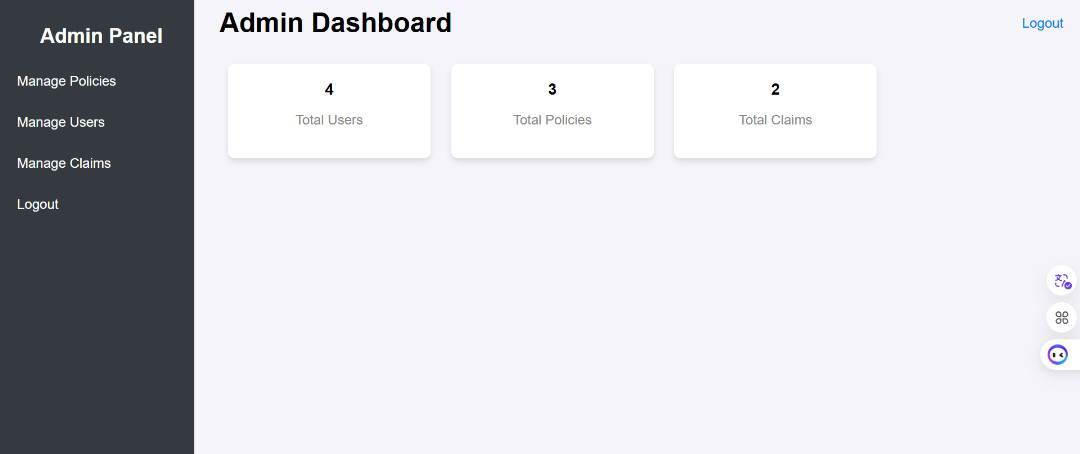 Admin Panel
Manage Policies
Manage Users
Manage Claims
Logout
Admin Dashboard
Logout
4
Total Users
3
Total Policies
2
Total Claims